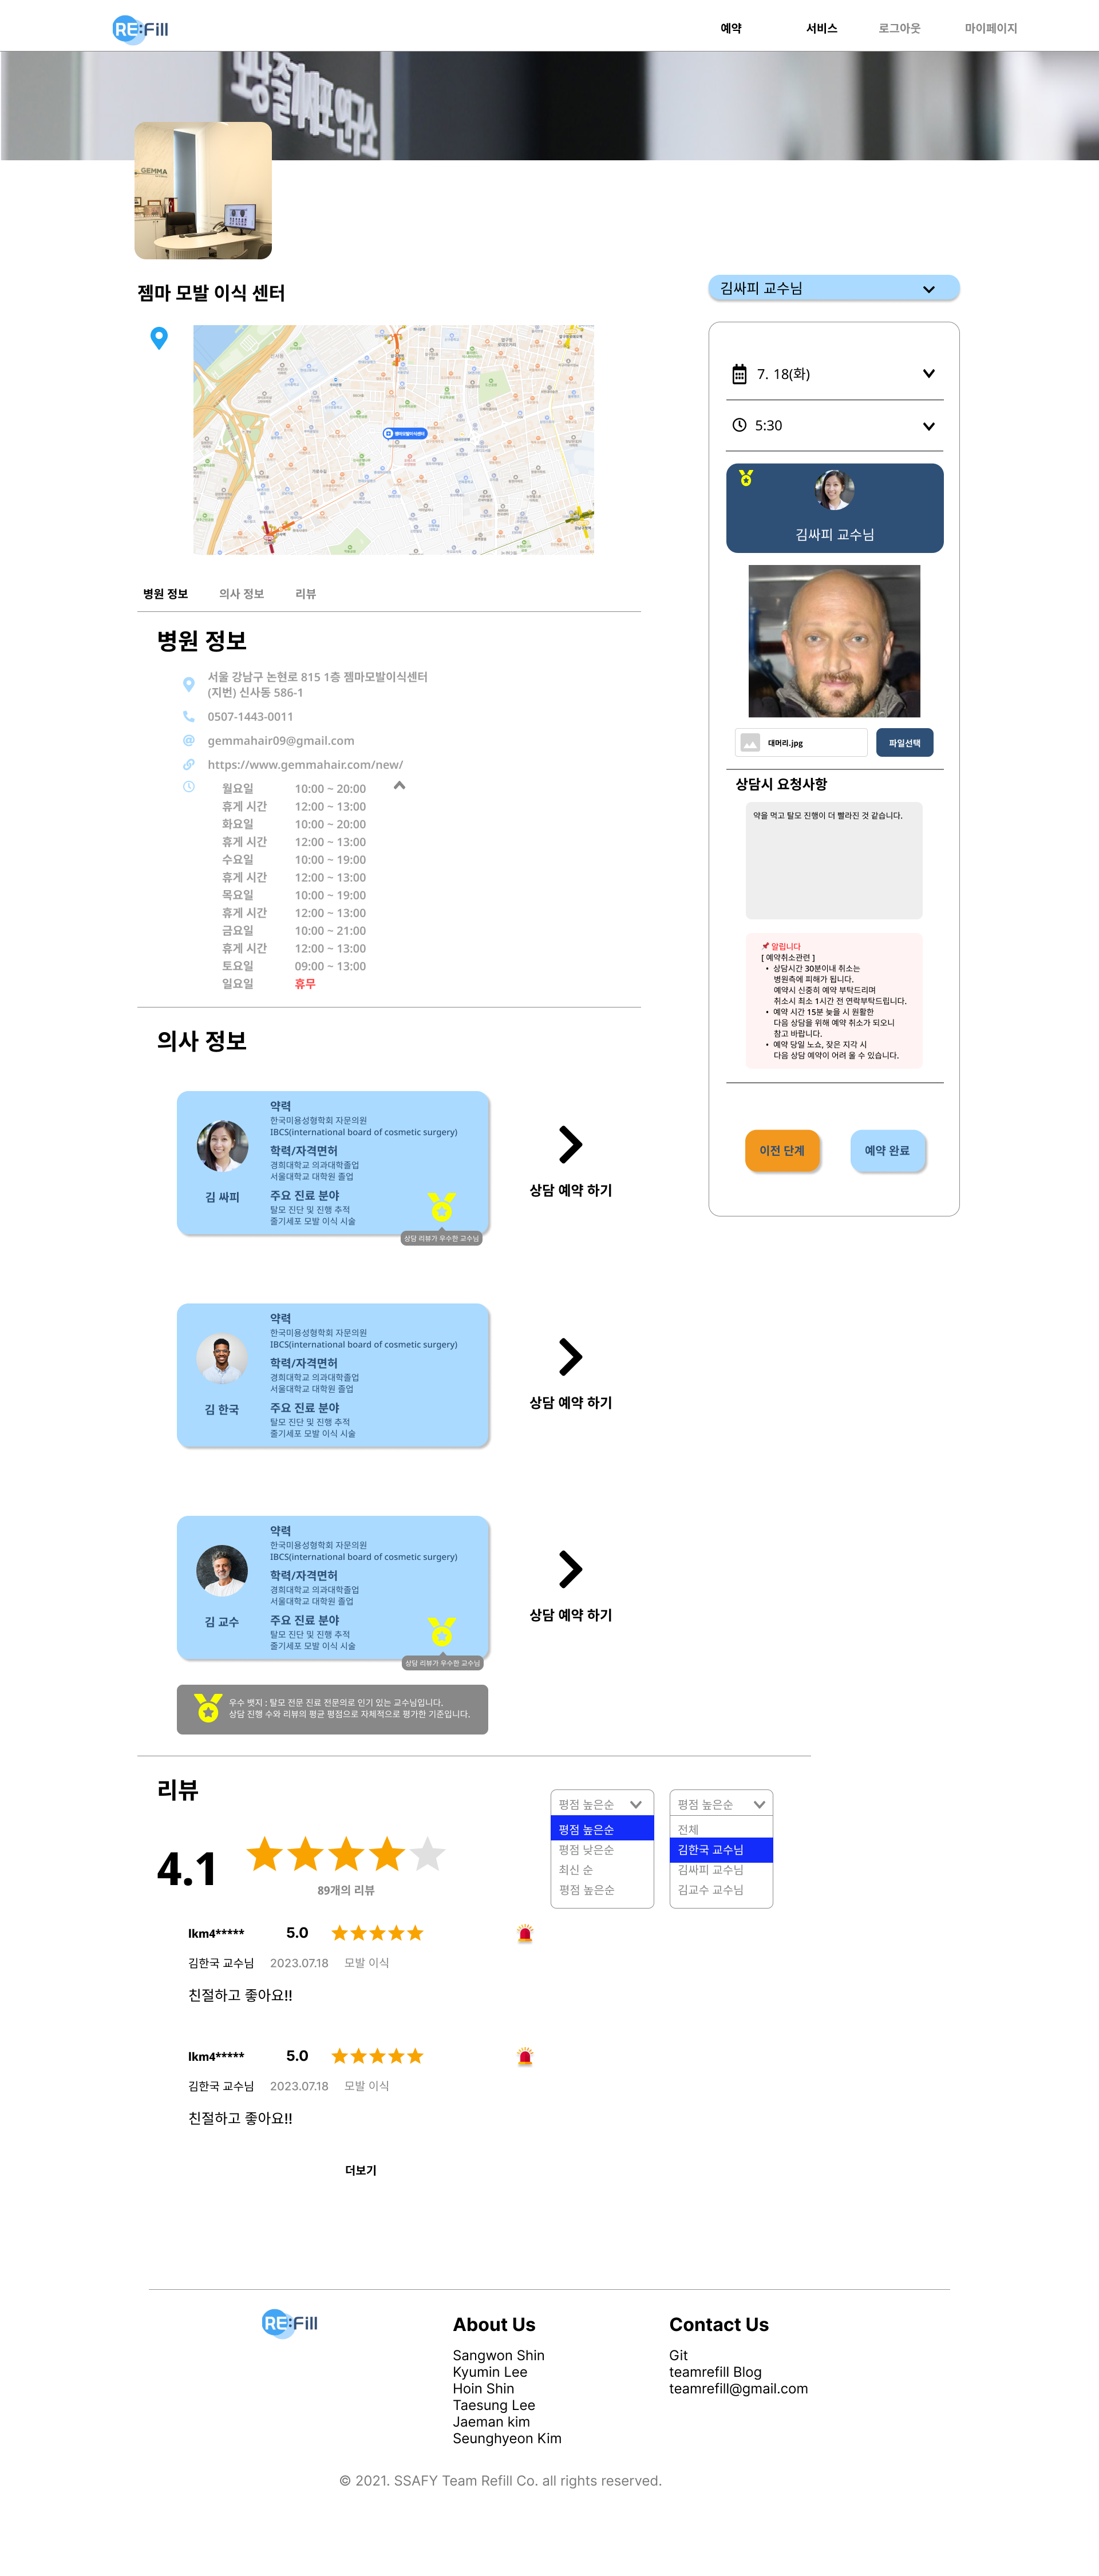 RE:Fill
예약
서비스
로그아웃
마이페이지
GEMMA
젬마 모발 이식 센터
젬마모발이식센터
병원 정보
의사 정보
리뷰
병원 정보
서울 강남구 논현로 815 1층 젬마모발이식센터
(지번) 신사동 586-1
0507-1443-0011
gemmahair09@gmail.com
https://www.gemmahair.com/new/
월요일 10:00 ~ 20:00
휴게 시간 12:00 ~ 13:00
화요일 10:00 ~ 20:00
휴게 시간 12:00 ~ 13:00
수요일 10:00 ~ 19:00
휴게 시간 12:00 ~ 13:00
목요일 10:00 ~ 19:00
휴게 시간 12:00 ~ 13:00
금요일 10:00 ~ 21:00
휴게 시간 12:00 ~ 13:00
토요일 09:00 ~ 13:00
일요일 휴무
의사 정보
김 싸피
약력
한국미용성형학회 자문의원
IBCS(international board of cosmetic surgery)
학력/자격면허
경희대학교 의과대학졸업
서울대학교 대학원 졸업
주요 진료 분야
탈모 진단 및 진행 추적
줄기세포 모발 이식 시술
상담 리뷰가 우수한 교수님
상담 예약 하기
김 한국
약력
한국미용성형학회 자문의원
IBCS(international board of cosmetic surgery)
학력/자격면허
경희대학교 의과대학졸업
서울대학교 대학원 졸업
주요 진료 분야
탈모 진단 및 진행 추적
줄기세포 모발 이식 시술
상담 예약 하기
김 교수
약력
한국미용성형학회 자문의원
IBCS(international board of cosmetic surgery)
학력/자격면허
경희대학교 의과대학졸업
서울대학교 대학원 졸업
주요 진료 분야
탈모 진단 및 진행 추적
줄기세포 모발 이식 시술
상담 리뷰가 우수한 교수님
상담 예약 하기
우수 뱃지 : 탈모 전문 진료 전문의로 인기 있는 교수님입니다.
상담 진행 수와 리뷰의 평균 평점으로 자체적으로 평가한 기준입니다.
김싸피 교수님
7. 18(화)
5:30
김싸피 교수님
대머리.jpg
파일선택
상담시 요청사항
약을 먹고 탈모 진행이 더 빨라진 것 같습니다.
알립니다
[ 예약취소관련 ]
• 상담시간 30분이내 취소는
병원측에 피해가 됩니다.
예약시 신중히 예약 부탁드리며
취소시 최소 1시간 전 연락부탁드립니다.
• 예약 시간 15분 늦을 시 원활한
다음 상담을 위해 예약 취소가 되오니
참고 바랍니다.
• 예약 당일 노쇼, 잦은 지각 시
다음 상담 예약이 어려 울 수 있습니다.
이전 단계
예약 완료
리뷰
4.1
89개의 리뷰
평점 높은순
평점 높은순
평점 낮은순
최신 순
평점 높은순
평점 높은순
전체
김한국 교수님
김싸피 교수님
김교수 교수님
lkm4***** 5.0
김한국 교수님 2023.07.18 모발 이식
친절하고 좋아요!!
lkm4***** 5.0
김한국 교수님 2023.07.18 모발 이식
친절하고 좋아요!!
더보기
RE:Fill
About Us
Sangwon Shin
Kyumin Lee
Hoin Shin
Taesung Lee
Jaeman kim
Seunghyeon Kim
Contact Us
Git
teamrefill Blog
teamrefill@gmail.com
© 2021. SSAFY Team Refill Co. all rights reserved.